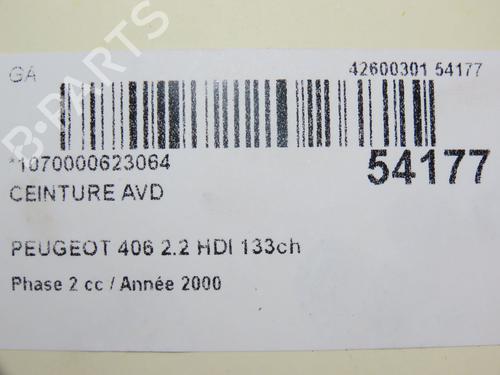 B-PARTS
GA
42600301 54177
*1070000623064
54177
CEINTURE AVD
PEUGEOT 406 2.2 HDI 133ch
Phase 2 cc / Année 2000